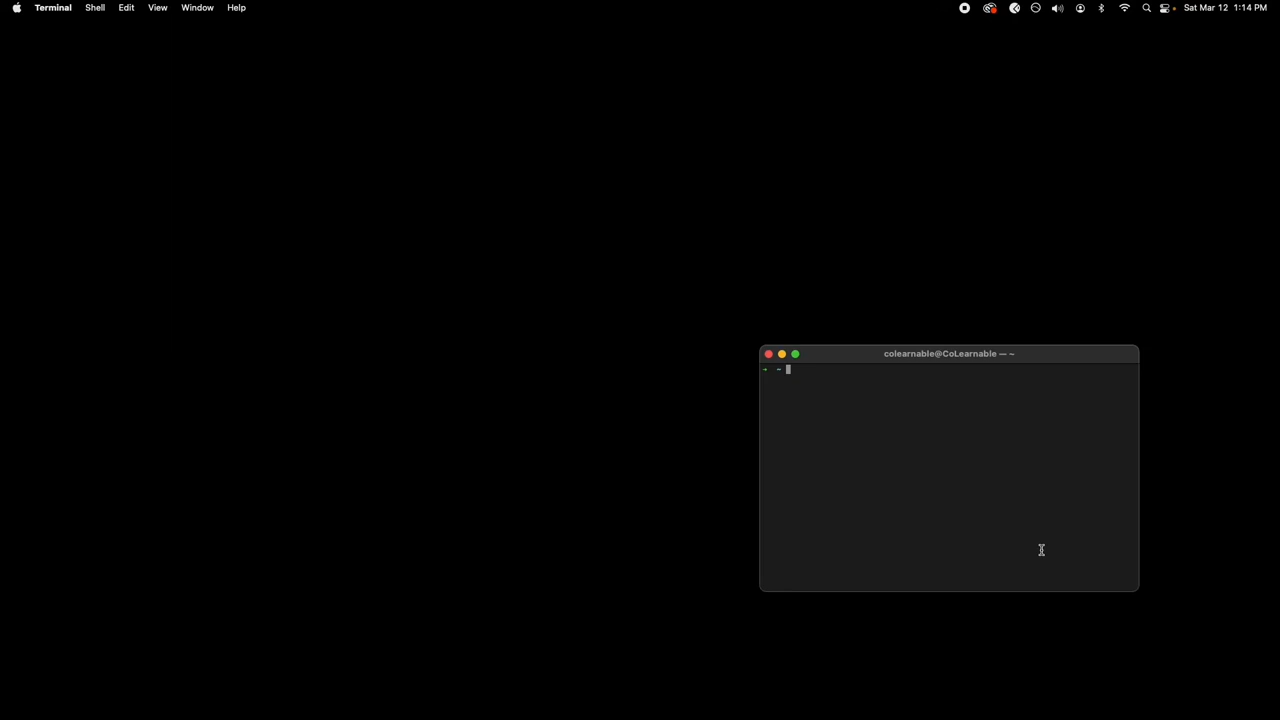 Terminal Shell Edit View Window Help Sat Mar 12 1:14 PM
colearnable@CoLearnable — ~
➜ ~